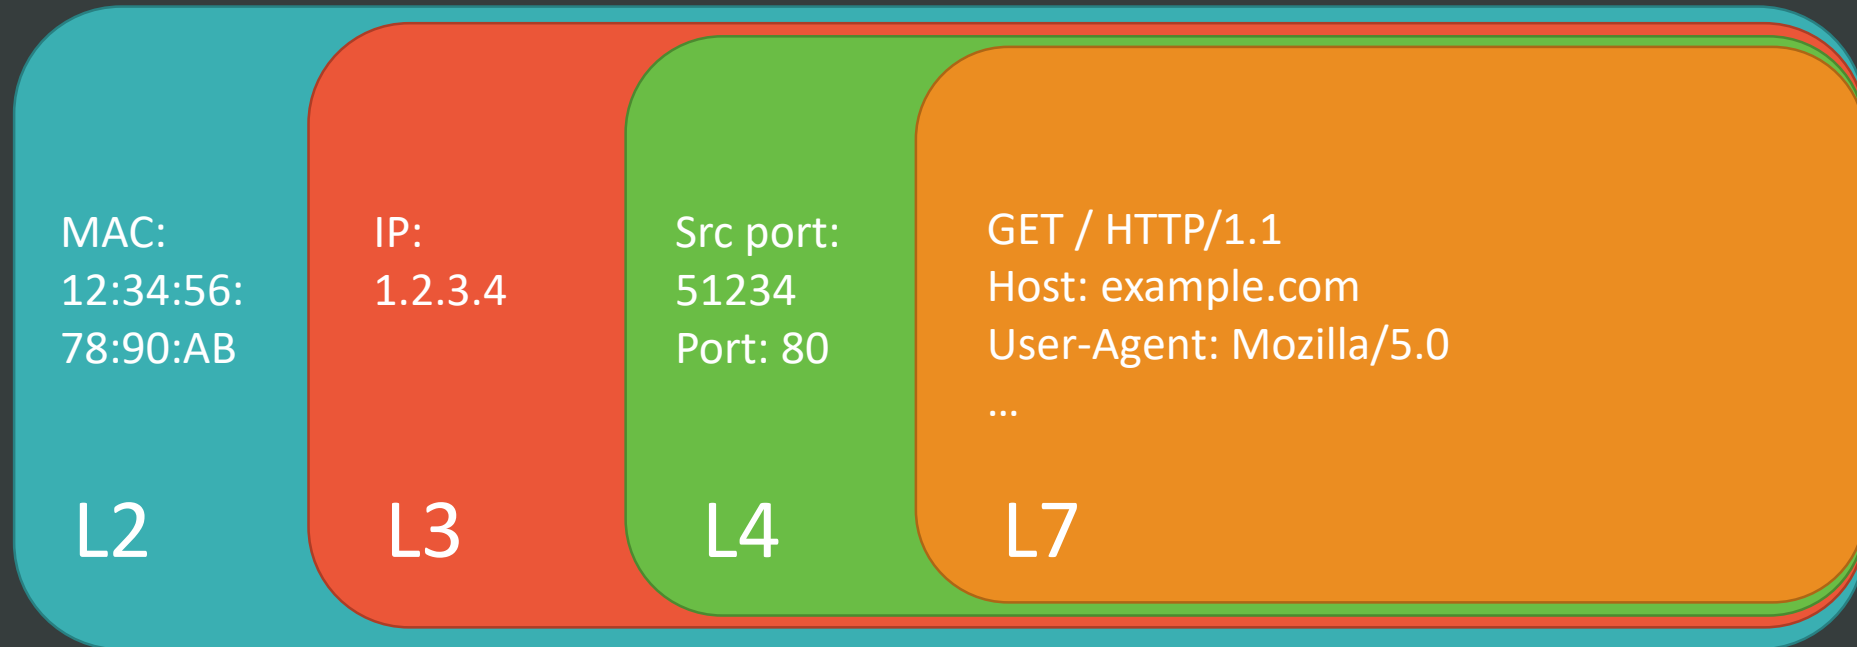 MAC:
12:34:56:
78:90:AB
L2
IP:
1.2.3.4
L3
Src port:
51234
Port: 80
L4
GET / HTTP/1.1
Host: example.com
User-Agent: Mozilla/5.0
...
L7